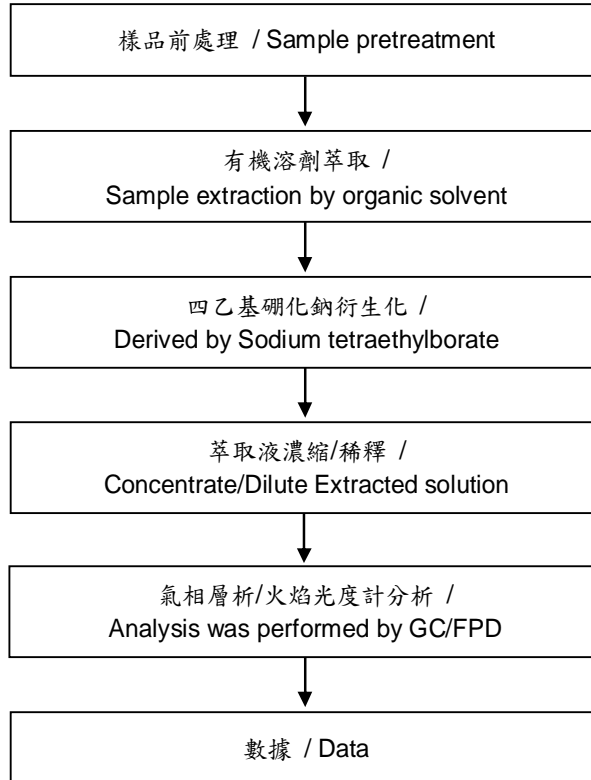 樣品前處理 / Sample pretreatment
有機溶劑萃取 /
Sample extraction by organic solvent
四乙基硼化鈉衍生化 /
Derived by Sodium tetraethylborate
萃取液濃縮/稀釋 /
Concentrate/Dilute Extracted solution
氣相層析/火焰光度計分析 /
Analysis was performed by GC/FPD
數據 / Data